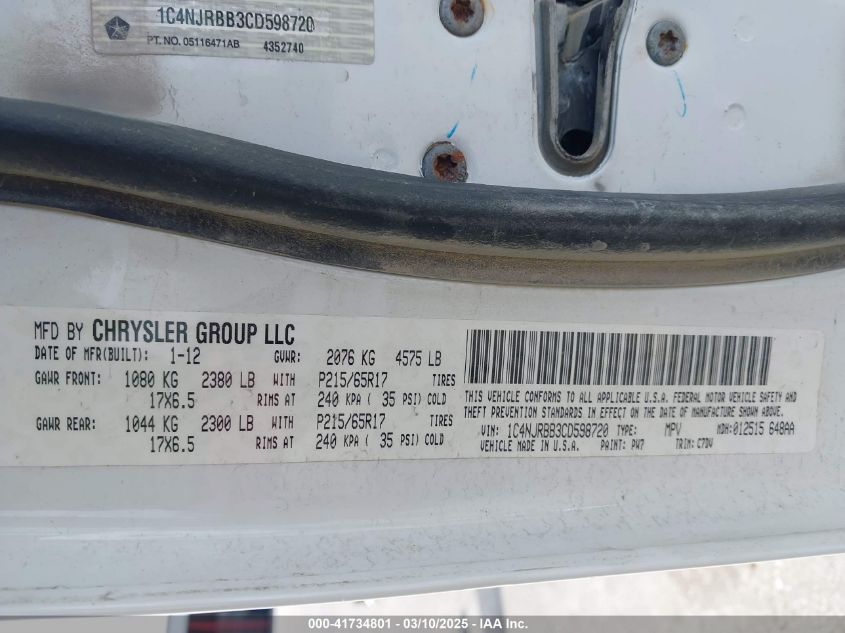 1C4NJRBB3CD598720
PT. NO. 05116471AB 4352740
MFD BY CHRYSLER GROUP LLC
DATE OF MFR(BUILT): 1-12 GVWR: 2076 KG 4575 LB
GAWR FRONT: 1080 KG 2380 LB WITH P215/65R17 TIRES
17X6.5 RIMS AT 240 KPA ( 35 PSI) COLD
GAWR REAR: 1044 KG 2300 LB WITH P215/65R17 TIRES
17X6.5 RIMS AT 240 KPA ( 35 PSI) COLD
THIS VEHICLE CONFORMS TO ALL APPLICABLE U.S.A. FEDERAL MOTOR VEHICLE SAFETY AND
THEFT PREVENTION STANDARDS IN EFFECT ON THE DATE OF MANUFACTURE SHOWN ABOVE.
VIN: 1C4NJRBB3CD598720 TYPE: MPV MDH: 012515 648AA
VEHICLE MADE IN U.S.A. PAINT: PW7 TRIM: C7DV
000-41734801 — 03/10/2025 — IAA Inc.